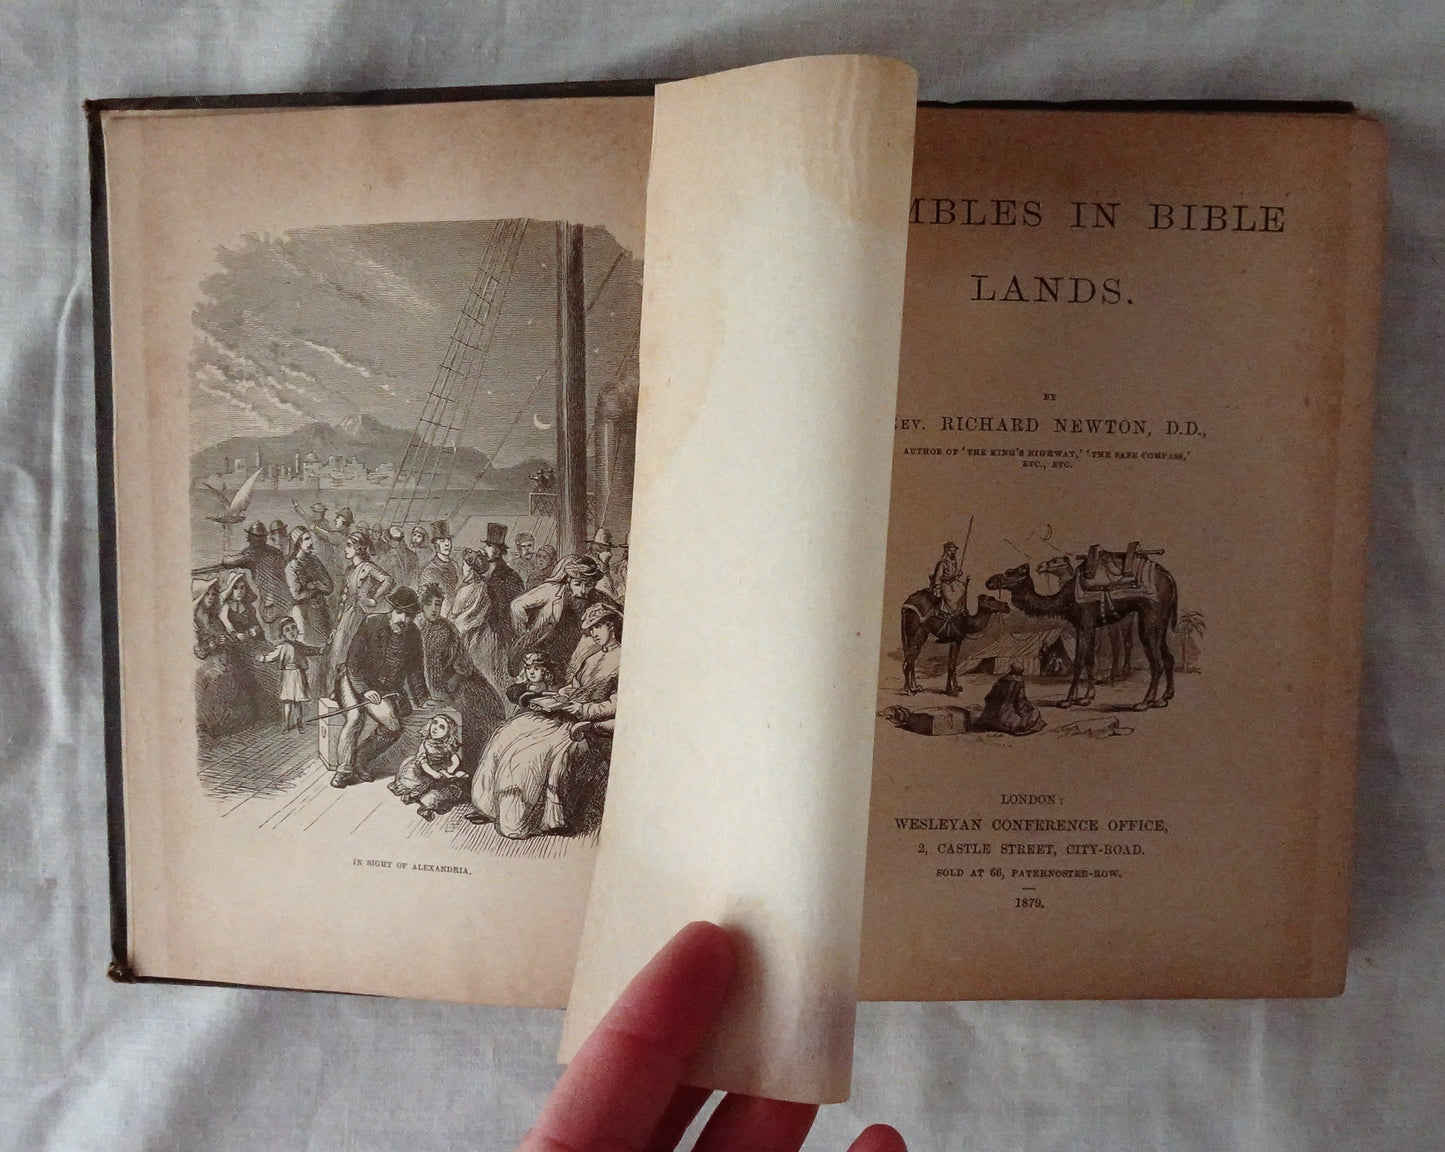 IN SIGHT OF ALEXANDRIA.
MBLES IN BIBLE
LANDS.
BY
EV. RICHARD NEWTON, D.D.,
AUTHOR OF 'THE KING'S HIGHWAY,' 'THE SAFE COMPASS,'
ETC., ETC.
LONDON:
WESLEYAN CONFERENCE OFFICE,
2, CASTLE STREET, CITY-ROAD.
SOLD AT 66, PATERNOSTER-ROW.
1879.